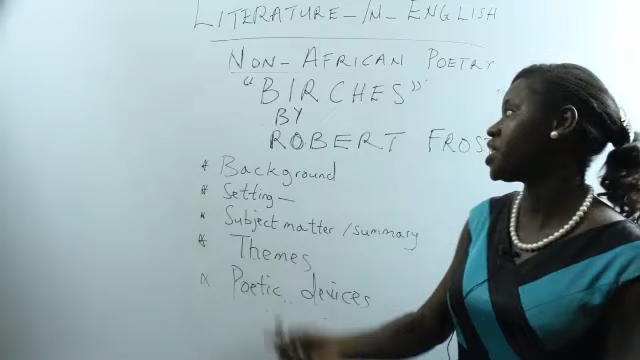 LITERATURE-IN-ENGLISH
NON-AFRICAN POETRY
"BIRCHES"
BY
ROBERT FROS
* Background
* Setting-
* Subject matter/summary
* Themes
* Poetic devices